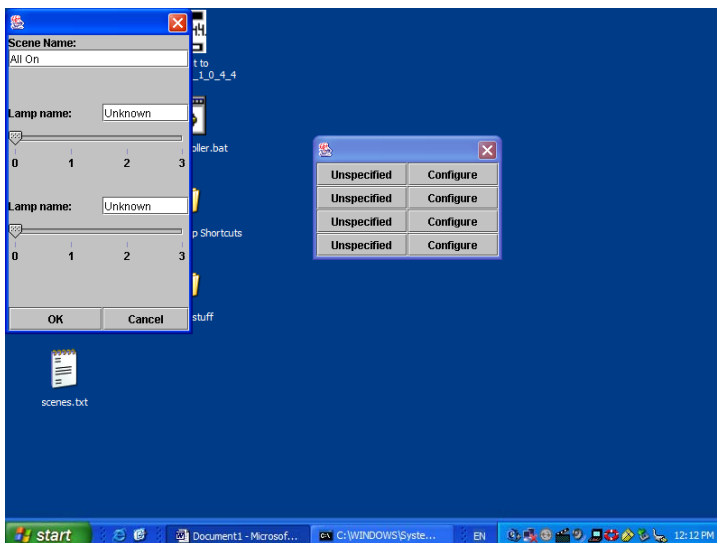 Scene Name:
All On
Lamp name: Unknown
0 1 2 3
Lamp name: Unknown
0 1 2 3
OK Cancel
t to
_1_0_4_4
oller.bat
p Shortcuts
stuff
scenes.txt
Unspecified Configure
Unspecified Configure
Unspecified Configure
Unspecified Configure
start Document1 - Microsof... C:\WINDOWS\Syste... EN 12:12 PM